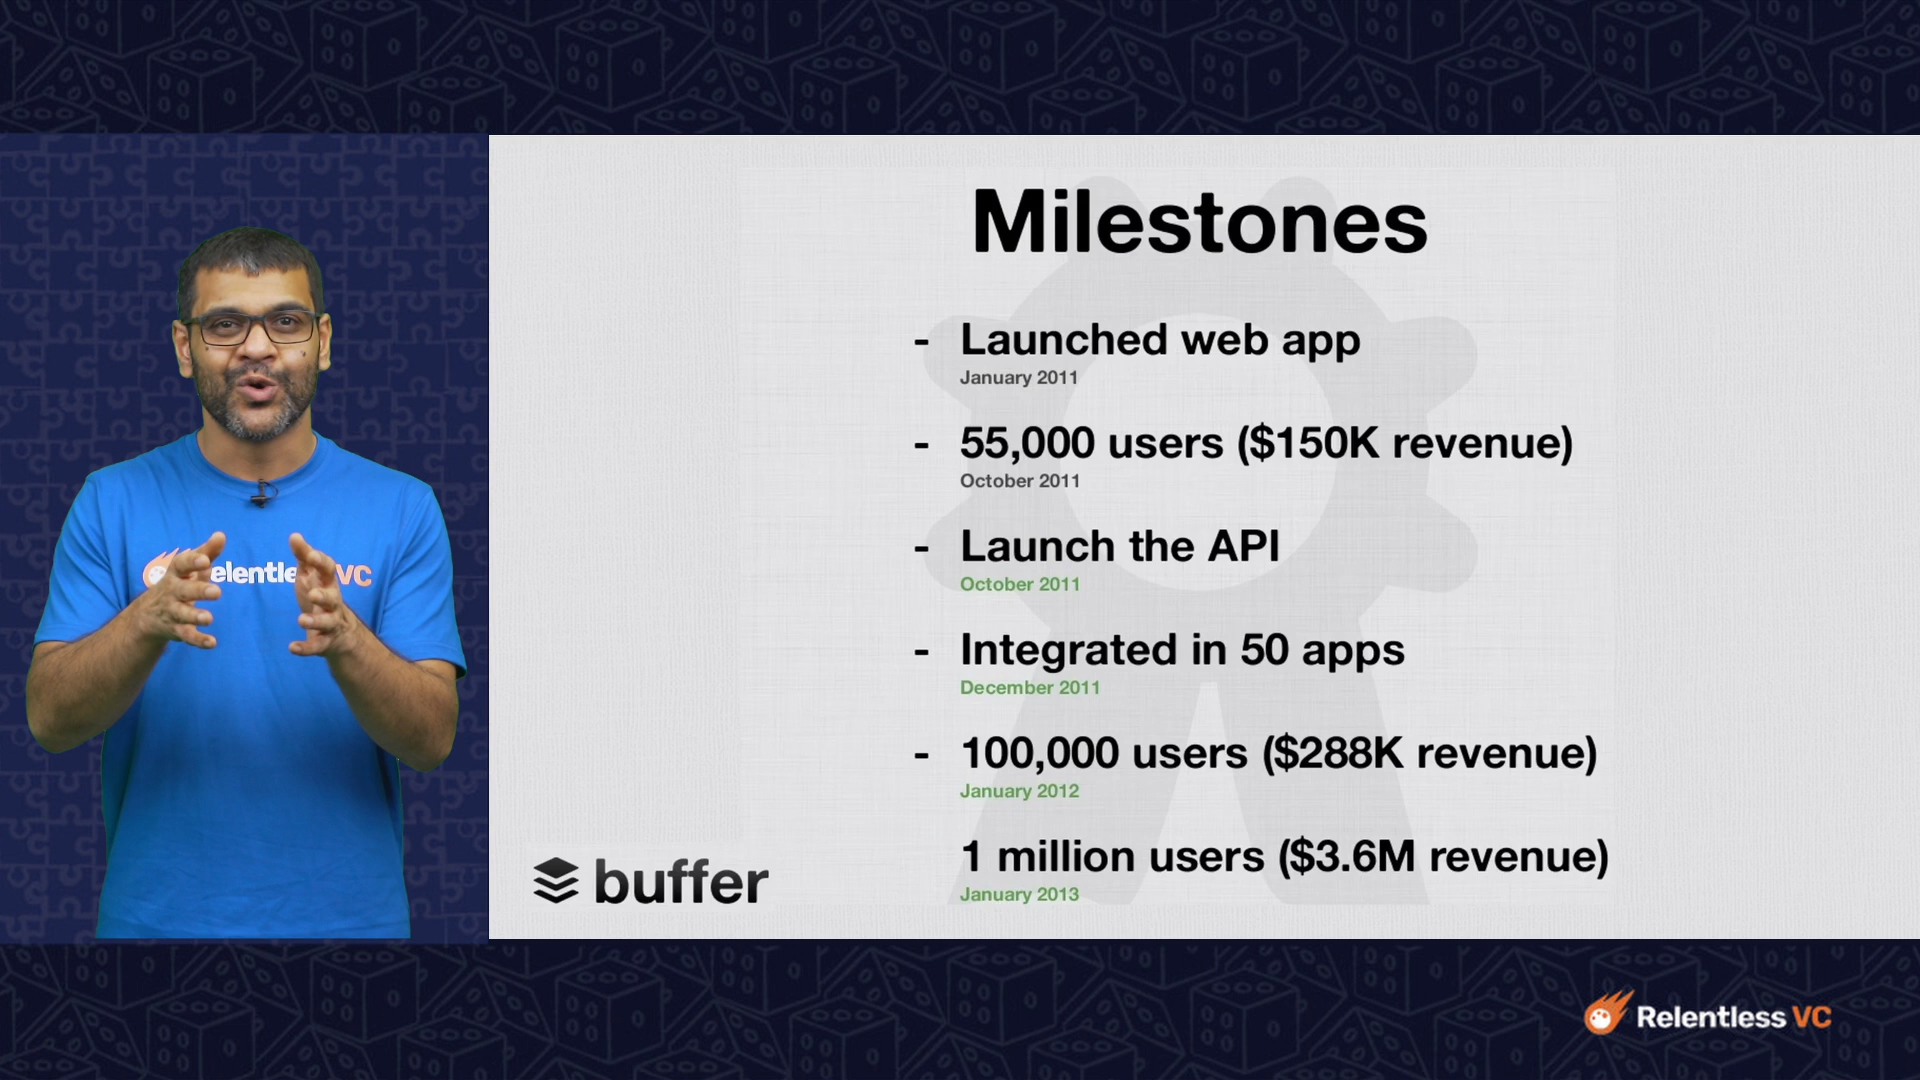 Milestones
- Launched web app
January 2011
- 55,000 users ($150K revenue)
October 2011
- Launch the API
October 2011
- Integrated in 50 apps
December 2011
- 100,000 users ($288K revenue)
January 2012
1 million users ($3.6M revenue)
January 2013
buffer
elentle VC
Relentless VC